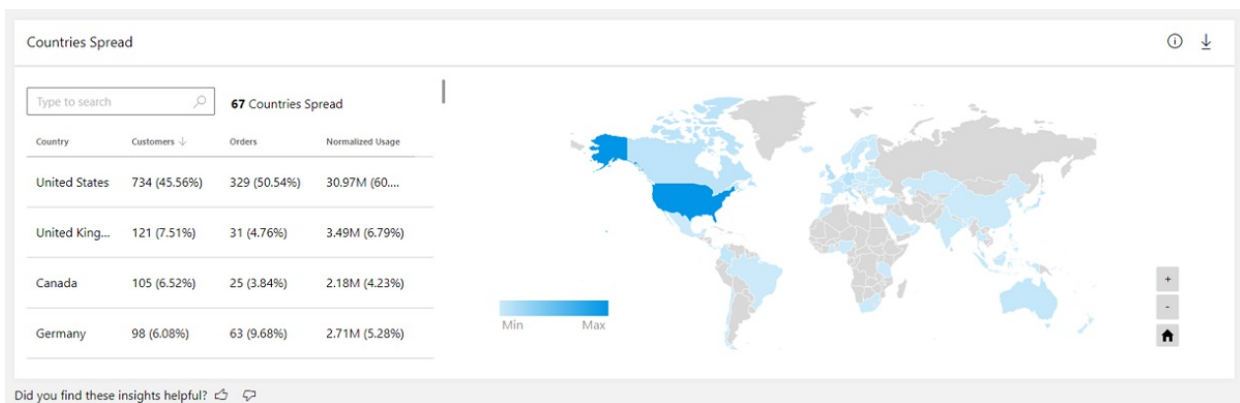 Countries Spread
Type to search
67 Countries Spread
Country Customers ↓ Orders Normalized Usage
United States 734 (45.56%) 329 (50.54%) 30.97M (60....
United King... 121 (7.51%) 31 (4.76%) 3.49M (6.79%)
Canada 105 (6.52%) 25 (3.84%) 2.18M (4.23%)
Germany 98 (6.08%) 63 (9.68%) 2.71M (5.28%)
Min Max
+
-
Did you find these insights helpful?